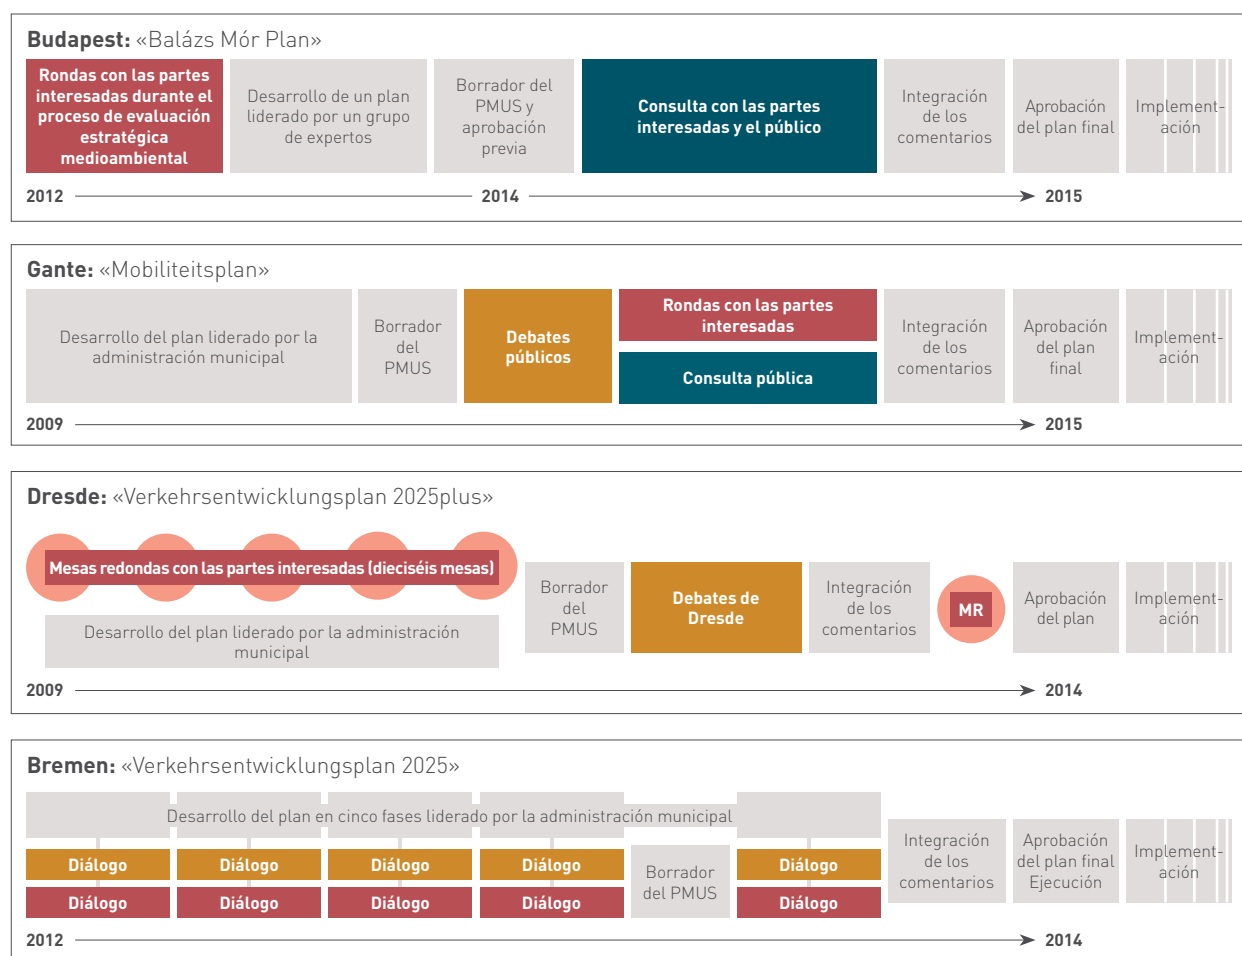 Budapest: «Balázs Mór Plan»
Rondas con las partes
interesadas durante el
proceso de evaluación
estratégica
medioambiental
Desarrollo de un plan
liderado por un grupo
de expertos
Borrador del
PMUS y
aprobación
previa
Consulta con las partes
interesadas y el público
Integración
de los
comentarios
Aprobación
del plan final
Implement-
ación
2012
2014
2015
Gante: «Mobiliteitsplan»
Desarrollo del plan liderado por la
administración municipal
Borrador
del
PMUS
Debates
públicos
Rondas con las partes
interesadas
Consulta pública
Integración
de los
comentarios
Aprobación
del plan
final
Implement-
ación
2009
2015
Dresde: «Verkehrsentwicklungsplan 2025plus»
Mesas redondas con las partes interesadas (dieciséis mesas)
Desarrollo del plan liderado por la administración
municipal
Borrador
del
PMUS
Debates de
Dresde
Integración
de los
comentarios
MR
Aprobación
del plan
Implement-
ación
2009
2014
Bremen: «Verkehrsentwicklungsplan 2025»
Desarrollo del plan en cinco fases liderado por la administración municipal
Diálogo
Diálogo
Diálogo
Diálogo
Diálogo
Diálogo
Diálogo
Diálogo
Diálogo
Diálogo
Borrador
del PMUS
Integración
de los
comentarios
Aprobación
del plan final
Ejecución
Implement-
ación
2012
2014